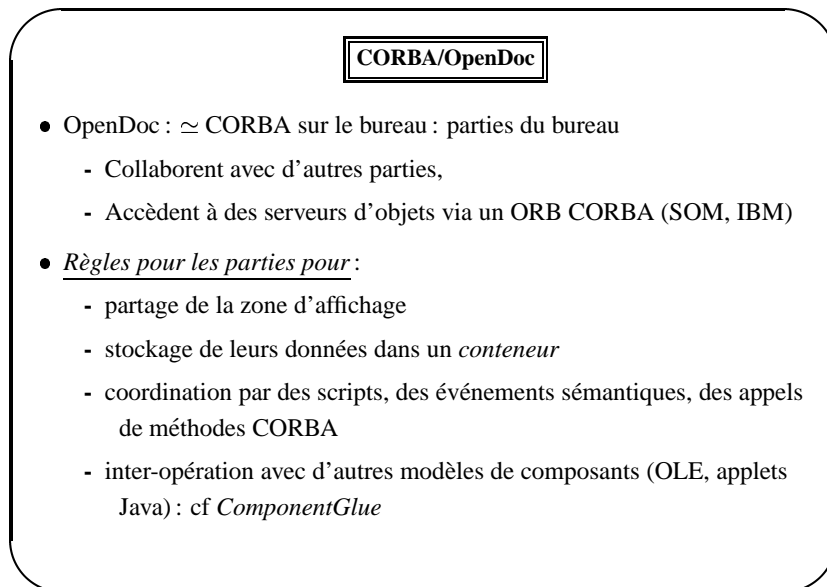 CORBA/OpenDoc
• OpenDoc : ≃ CORBA sur le bureau : parties du bureau
- Collaborent avec d'autres parties,
- Accèdent à des serveurs d'objets via un ORB CORBA (SOM, IBM)
• Règles pour les parties pour :
- partage de la zone d'affichage
- stockage de leurs données dans un conteneur
- coordination par des scripts, des événements sémantiques, des appels
de méthodes CORBA
- inter-opération avec d'autres modèles de composants (OLE, applets
Java) : cf ComponentGlue